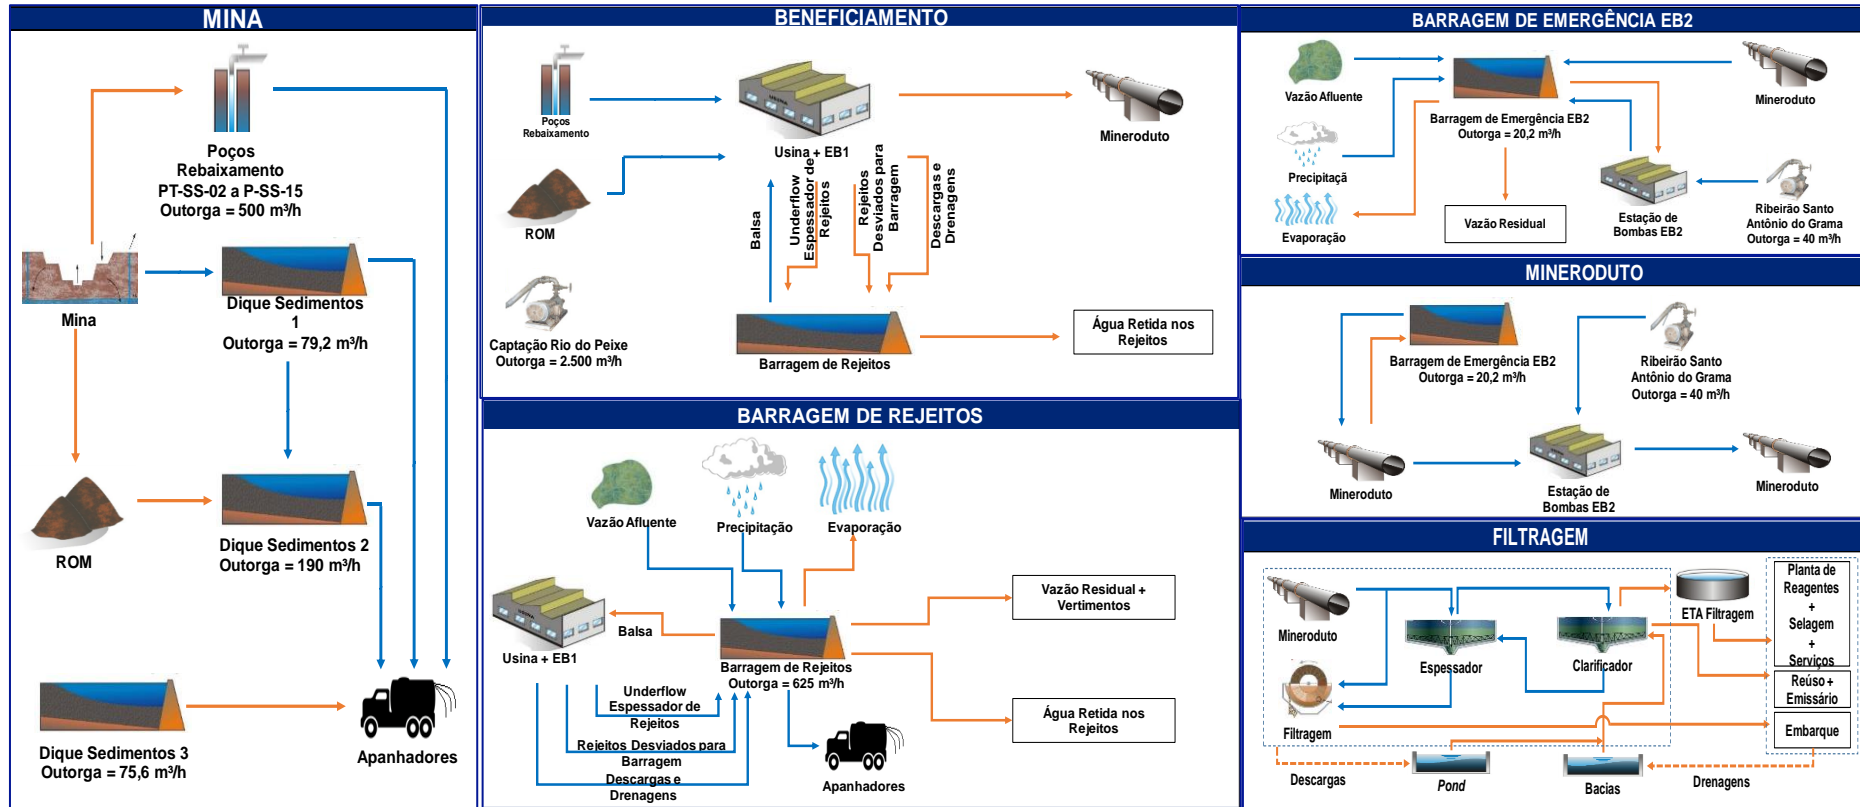 MINA
Poços
Rebaixamento
PT-SS-02 a P-SS-15
Outorga = 500 m³/h
Mina
Dique Sedimentos
1
Outorga = 79,2 m³/h
ROM
Dique Sedimentos 2
Outorga = 190 m³/h
Dique Sedimentos 3
Outorga = 75,6 m³/h
Apanhadores
BENEFICIAMENTO
Poços
Rebaixamento
Usina + EB1
Mineroduto
ROM
Balsa
Underflow
Espessador de
Rejeitos
Rejeitos
Desviados para
Barragem
Descargas e
Drenagens
Captação Rio do Peixe
Outorga = 2.500 m³/h
Barragem de Rejeitos
Água Retida nos
Rejeitos
BARRAGEM DE REJEITOS
Vazão Afluente
Precipitação
Evaporação
Usina + EB1
Balsa
Barragem de Rejeitos
Outorga = 625 m³/h
Vazão Residual +
Vertimentos
Água Retida nos
Rejeitos
Underflow
Espessador de
Rejeitos
Rejeitos Desviados para
Barragem
Descargas e
Drenagens
Apanhadores
BARRAGEM DE EMERGÊNCIA EB2
Vazão Afluente
Barragem de Emergência EB2
Outorga = 20,2 m³/h
Mineroduto
Precipitaçã
Evaporação
Vazão Residual
Estação de
Bombas EB2
Ribeirão Santo
Antônio do Grama
Outorga = 40 m³/h
MINERODUTO
Barragem de Emergência EB2
Outorga = 20,2 m³/h
Ribeirão Santo
Antônio do Grama
Outorga = 40 m³/h
Mineroduto
Estação de
Bombas EB2
Mineroduto
FILTRAGEM
Mineroduto
Espessador
Clarificador
ETA Filtragem
Planta de
Reagentes
+
Selagem
+
Serviços
Reúso +
Emissário
Embarque
Filtragem
Descargas
Pond
Bacias
Drenagens